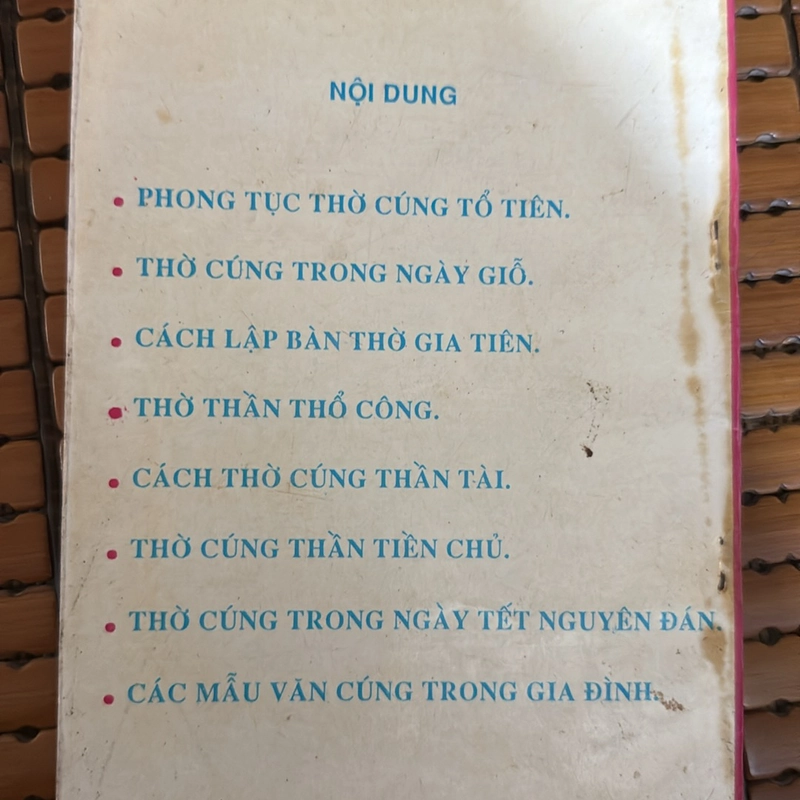 NỘI DUNG
• PHONG TỤC THỜ CÚNG TỔ TIÊN.
• THỜ CÚNG TRONG NGÀY GIỖ.
• CÁCH LẬP BÀN THỜ GIA TIÊN.
• THỜ THẦN THỔ CÔNG.
• CÁCH THỜ CÚNG THẦN TÀI.
• THỜ CÚNG THẦN TIỀN CHỦ.
• THỜ CÚNG TRONG NGÀY TẾT NGUYÊN ĐÁN.
• CÁC MẪU VĂN CÚNG TRONG GIA ĐÌNH.